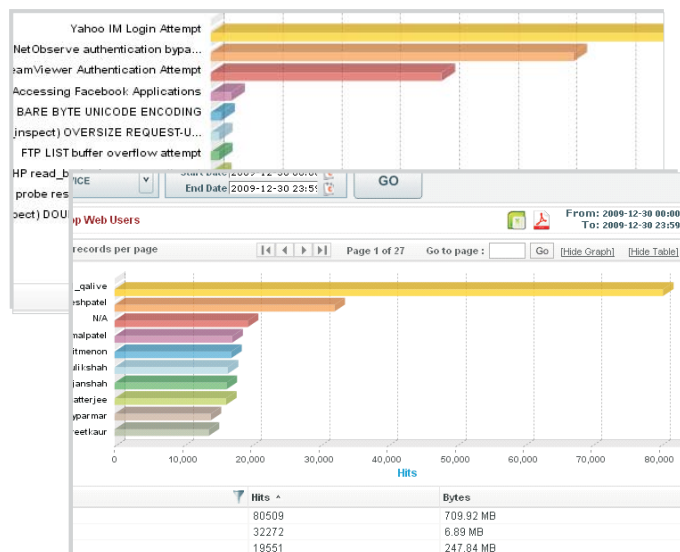 Yahoo IM Login Attempt
NetObserve authentication bypa...
eamViewer Authentication Attempt
Accessing Facebook Applications
BARE BYTE UNICODE ENCODING
_inspect) OVERSIZE REQUEST-U...
FTP LIST buffer overflow attempt
HP read_b
probe res
pect) DOU
VICE
End Date 2009-12-30 23:59
GO
op Web Users
From: 2009-12-30 00:00
To: 2009-12-30 23:59
records per page
Page 1 of 27
Go to page :
Go
[Hide Graph]
[Hide Table]
_qalive
eshpatel
N/A
malpatel
itmenon
ulikshah
janshah
atterjee
yparmar
reetkaur
0 10,000 20,000 30,000 40,000 50,000 60,000 70,000 80,000
Hits
Hits Bytes
80509 709.92 MB
32272 6.89 MB
19551 247.84 MB